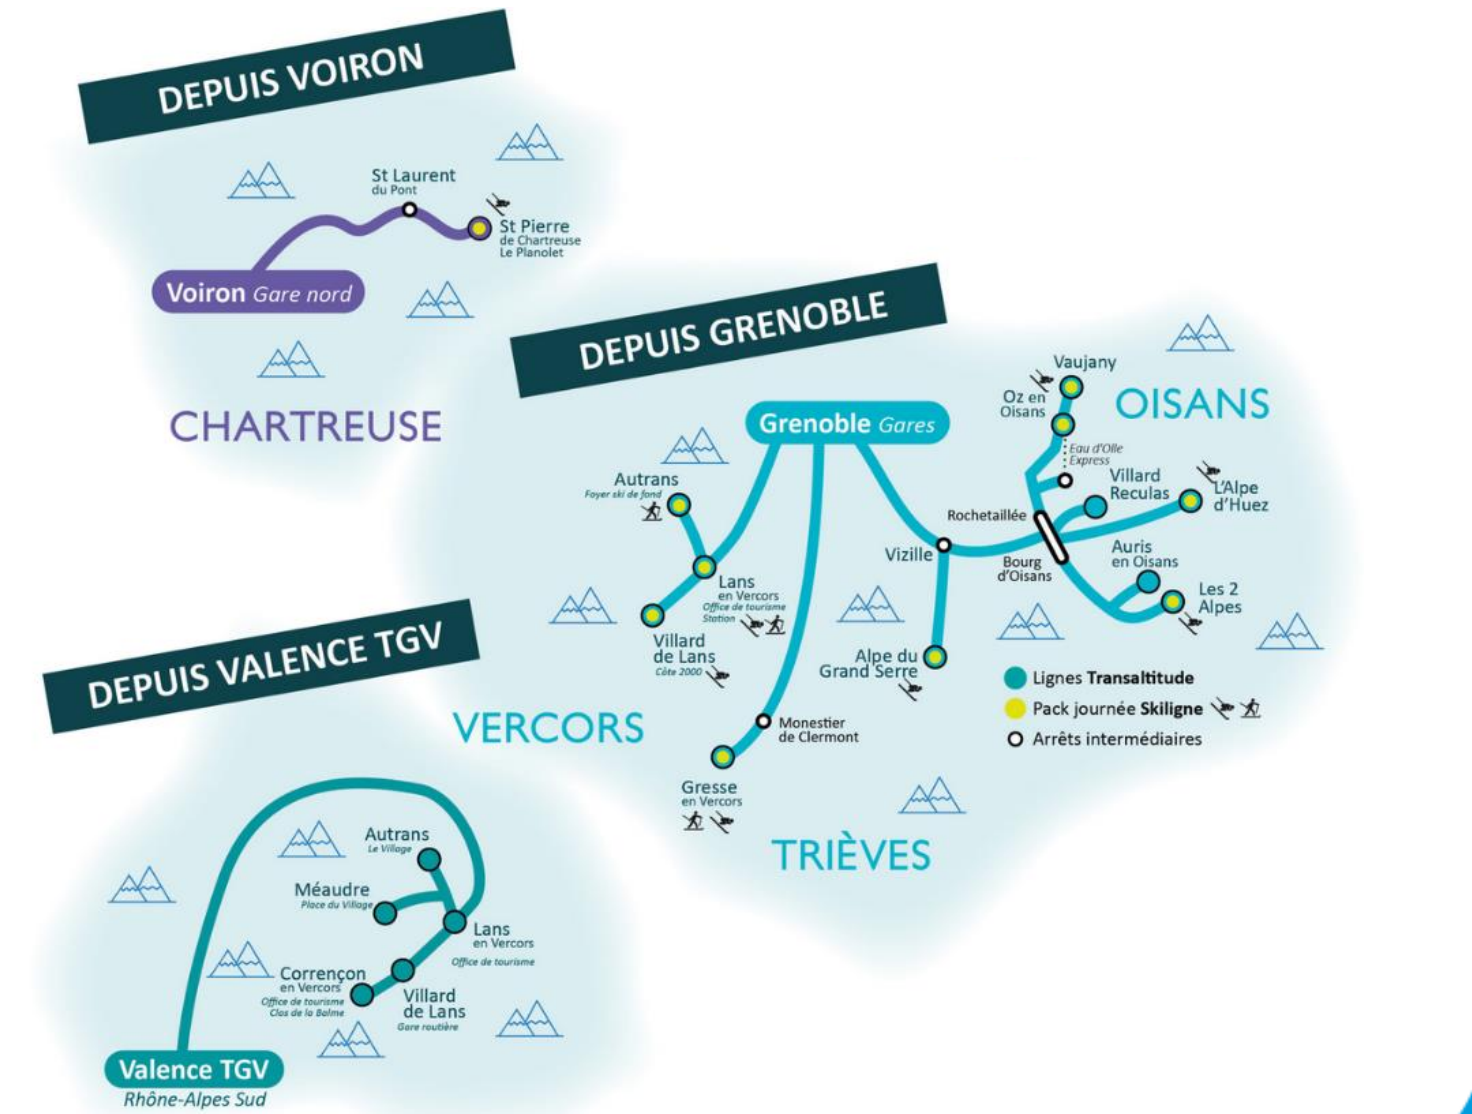 DEPUIS VOIRON
St Laurent
du Pont
St Pierre
de Chartreuse
Le Planolet
Voiron Gare nord
CHARTREUSE
DEPUIS GRENOBLE
Grenoble Gares
OISANS
Vaujany
Oz en
Oisans
Eau d'Olle
Express
Villard
Reculas
L'Alpe
d'Huez
Rochetaillée
Bourg
d'Oisans
Auris
en Oisans
Les 2
Alpes
Vizille
Alpe du
Grand Serre
Autrans
Foyer ski de fond
Lans
en Vercors
Office de tourisme
Station
Villard
de Lans
Côte 2000
VERCORS
Monestier
de Clermont
Gresse
en Vercors
TRIÈVES
Lignes Transaltitude
Pack journée Skiligne
Arrêts intermédiaires
DEPUIS VALENCE TGV
Autrans
Le Village
Méaudre
Place du Village
Lans
en Vercors
Office de tourisme
Corrençon
en Vercors
Office de tourisme
Clos de la Balme
Villard
de Lans
Gare routière
Valence TGV
Rhône-Alpes Sud